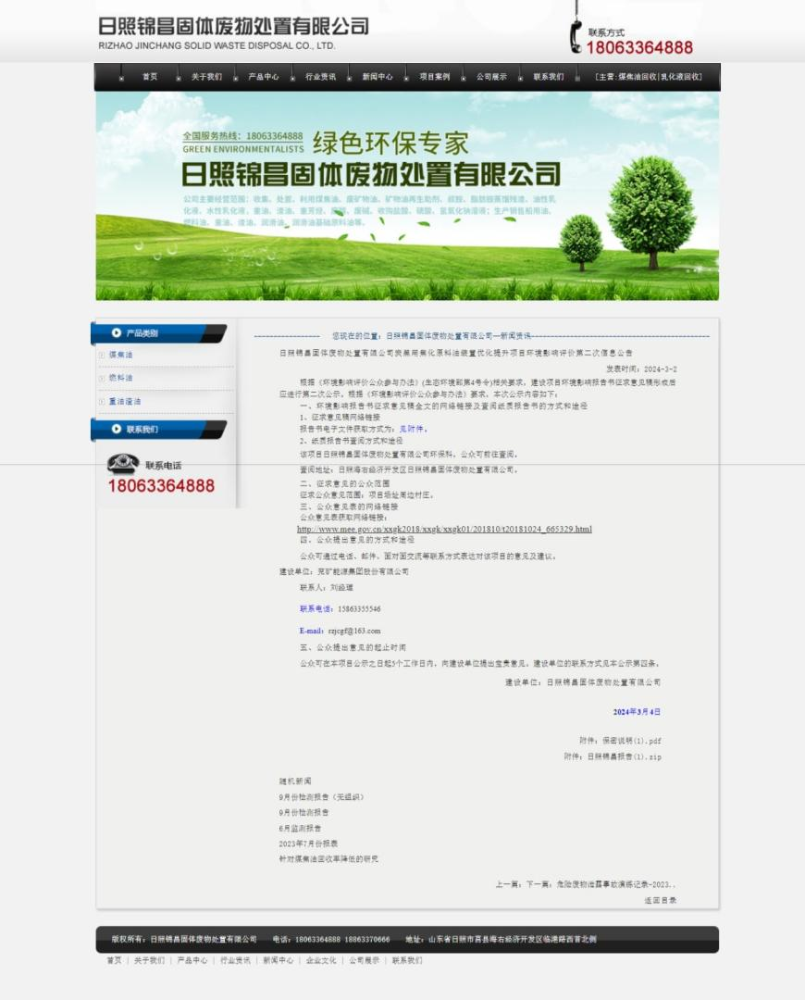 日照锦昌固体废物处置有限公司
RIZHAO JINCHANG SOLID WASTE DISPOSAL CO., LTD.
联系方式
18063364888
首页 关于我们 产品中心 行业资讯 新闻中心 项目案例 公司展示 联系我们 [主营:煤焦油回收|乳化液回收]
全国服务热线：18063364888
GREEN ENVIRONMENTALISTS
绿色环保专家
日照锦昌固体废物处置有限公司
公司主要经营范围：收集、处置、利用煤焦油、废矿物油、矿物油再生助剂、
化液、水性乳化液、重油、渣油、重芳烃、废碱、收购盐酸、磷酸、氢氧化钠溶液；生产销售船用油、
燃料油、重油、渣油、润滑油、润滑油基础原料油等。
产品类别
煤焦油
燃料油
重油渣油
联系我们
联系电话
18063364888
您现在的位置：日照锦昌固体废物处置有限公司—新闻资讯
日照锦昌固体废物处置有限公司炭黑用焦化原料油装置优化提升项目环境影响评价第二次信息公告
发表时间：2024-3-2
根据《环境影响评价公众参与办法》(生态环境部第4号令)相关要求，建设项目环境影响报告书征求意见稿形成后
应进行第二次公示。根据《环境影响评价公众参与办法》要求，本次公示内容如下：
一、环境影响报告书征求意见稿全文的网络链接及查阅纸质报告书的方式和途径
1、征求意见稿网络链接
报告书电子文件获取方式为：见附件。
2、纸质报告书查阅方式和途径
该项目日照锦昌固体废物处置有限公司环保科，公众可前往查阅。
查阅地址：日照海右经济开发区日照锦昌固体废物处置有限公司。
二、征求意见的公众范围
征求公众意见范围：项目场址周边村庄。
三、公众意见表的网络链接
公众意见表获取网络链接：
http://www.mee.gov.cn/xxgk2018/xxgk/xxgk01/201810/t20181024_665329.html
四、公众提出意见的方式和途径
公众可通过电话、邮件、面对面交流等联系方式表达对该项目的意见及建议。
建设单位：兖矿能源集团股份有限公司
联系人：刘经理
联系电话：15863355546
E-mail：rzjcgf@163.com
五、公众提出意见的起止时间
公众可在本项目公示之日起5个工作日内，向建设单位提出宝贵意见。建设单位的联系方式见本公示第四条。
建设单位：日照锦昌固体废物处置有限公司
2024年3月4日
附件：保密说明(1).pdf
附件：日照锦昌报告(1).zip
随机新闻
9月份检测报告（无组织）
9月份检测报告
6月监测报告
2023年7月份报表
针对煤焦油回收率降低的研究
上一篇：下一篇：危险废物泄露事故演练记录-2023..
返回目录
版权所有：日照锦昌固体废物处置有限公司 电话：18063364888 18863370666 地址：山东省日照市莒县海右经济开发区临港路西首北侧
首页 | 关于我们 | 产品中心 | 行业资讯 | 新闻中心 | 企业文化 | 公司展示 | 联系我们